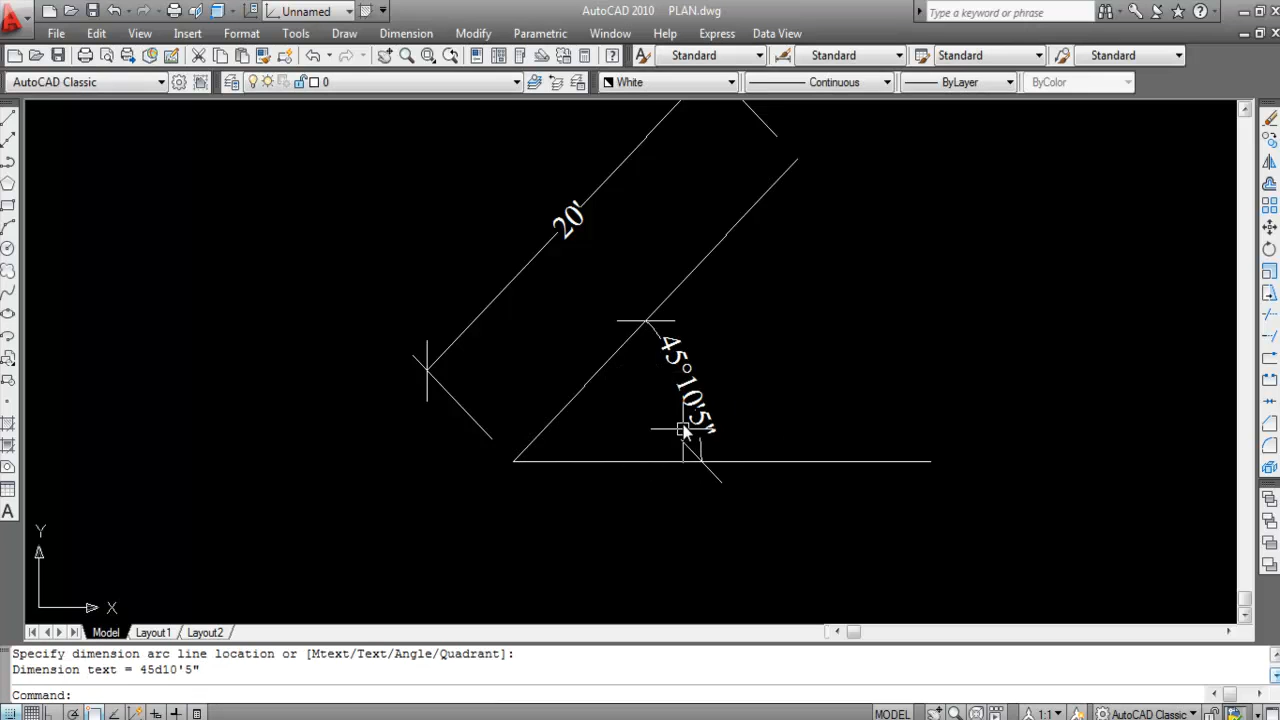 AutoCAD 2010 PLAN.dwg
Unnamed
Type a keyword or phrase
File Edit View Insert Format Tools Draw Dimension Modify Parametric Window Help Express Data View
Standard Standard Standard Standard
AutoCAD Classic 0 White Continuous ByLayer ByColor
20'
45°10'5"
A
Y
X
Model Layout1 Layout2
Specify dimension arc line location or [Mtext/Text/Angle/Quadrant]:
Dimension text = 45d10'5"
Command:
MODEL 1:1 AutoCAD Classic